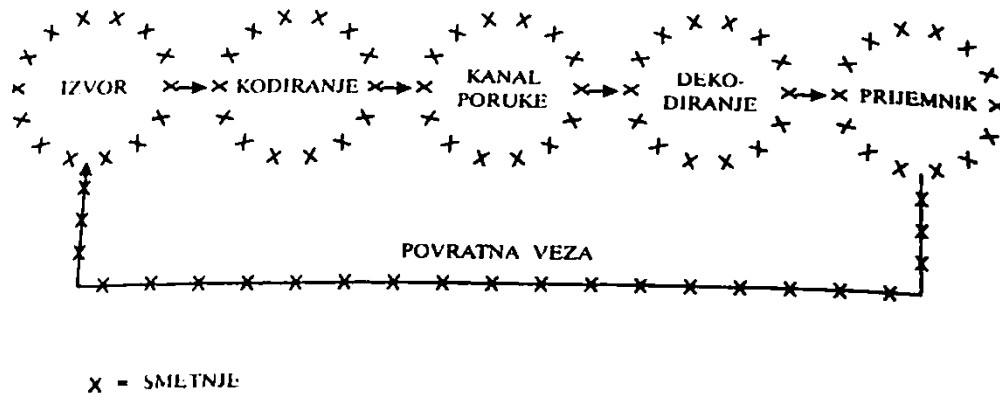 IZVOR
KODIRANJE
KANAL
PORUKE
DEKO-
DIRANJE
PRIJEMNIK
POVRATNA VEZA
X = SMETNJE